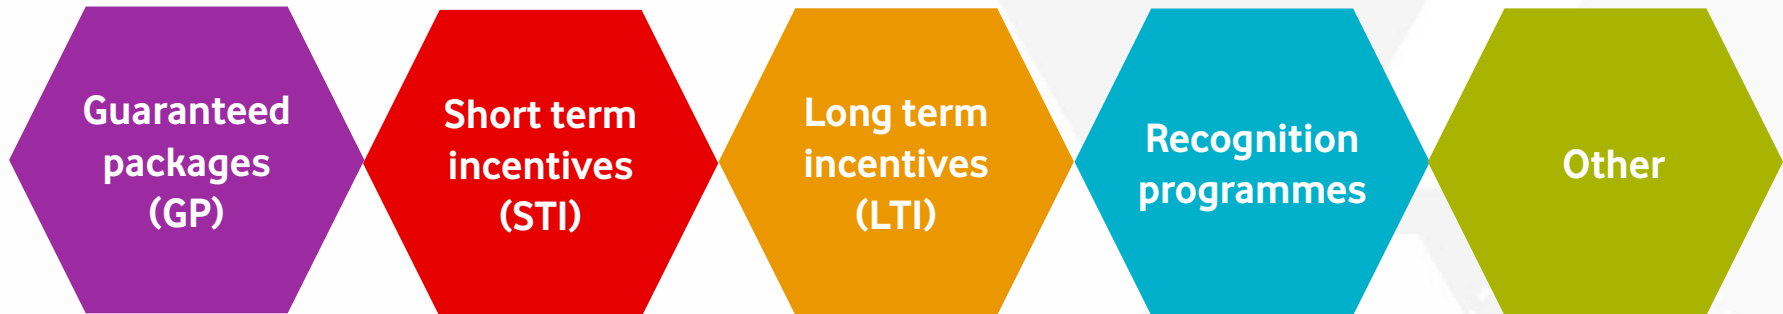 Guaranteed
packages
(GP)
Short term
incentives
(STI)
Long term
incentives
(LTI)
Recognition
programmes
Other